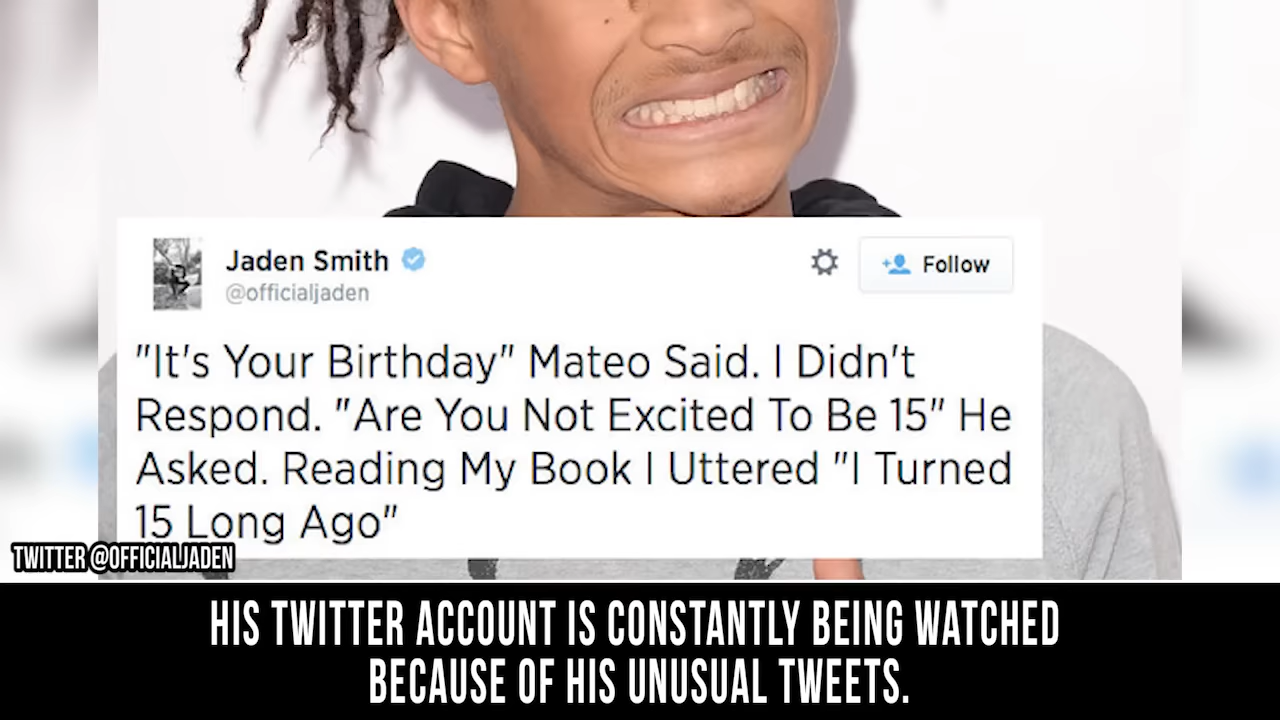 Jaden Smith
@officialjaden
Follow
"It's Your Birthday" Mateo Said. I Didn't
Respond. "Are You Not Excited To Be 15" He
Asked. Reading My Book I Uttered "I Turned
15 Long Ago"
TWITTER @OFFICIALJADEN
HIS TWITTER ACCOUNT IS CONSTANTLY BEING WATCHED
BECAUSE OF HIS UNUSUAL TWEETS.